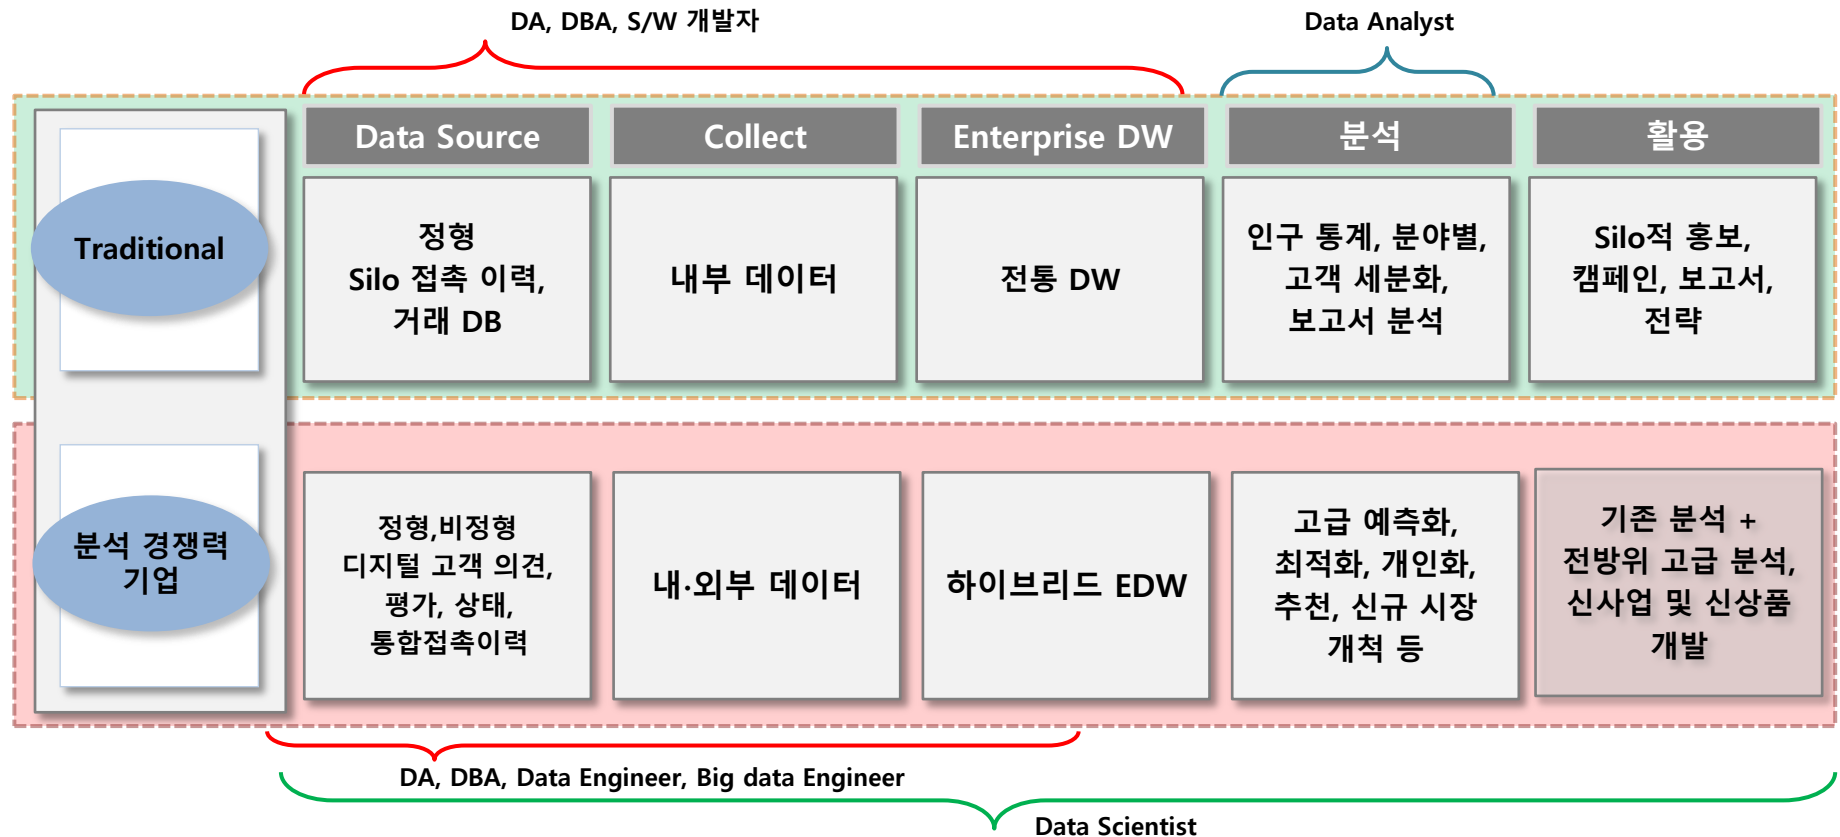 DA, DBA, S/W 개발자
Data Analyst
Data Source
Collect
Enterprise DW
분석
활용
Traditional
정형
Silo 접촉 이력,
거래 DB
내부 데이터
전통 DW
인구 통계, 분야별,
고객 세분화,
보고서 분석
Silo적 홍보,
캠페인, 보고서,
전략
분석 경쟁력
기업
정형,비정형
디지털 고객 의견,
평가, 상태,
통합접촉이력
내·외부 데이터
하이브리드 EDW
고급 예측화,
최적화, 개인화,
추천, 신규 시장
개척 등
기존 분석 +
전방위 고급 분석,
신사업 및 신상품
개발
DA, DBA, Data Engineer, Big data Engineer
Data Scientist